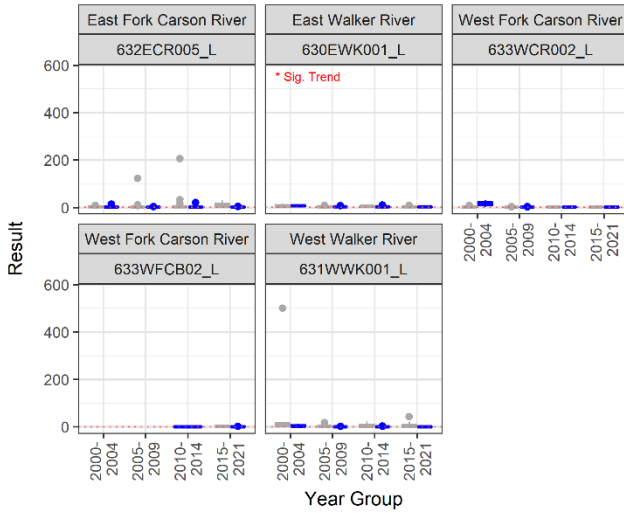 East Fork Carson River
East Walker River
West Fork Carson River
632ECR005_L
630EWK001_L
633WCR002_L
* Sig. Trend
600
400
200
0
2000-
2004
2005-
2009
2010-
2014
2015-
2021
West Fork Carson River
West Walker River
633WFCB02_L
631WWK001_L
600
400
200
0
Result
2000-
2004
2005-
2009
2010-
2014
2015-
2021
2000-
2004
2005-
2009
2010-
2014
2015-
2021
Year Group